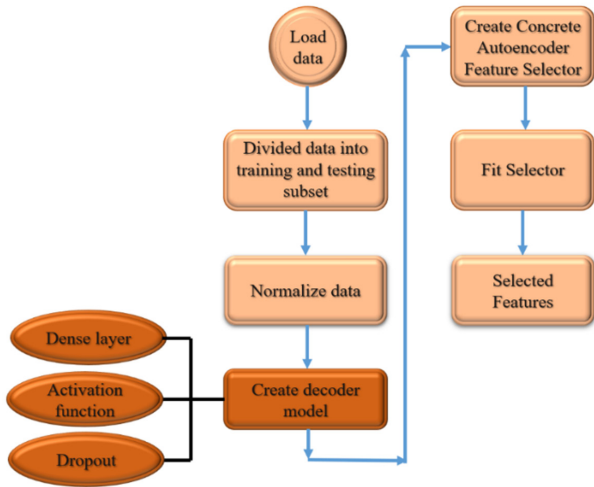 Load
data
Divided data into
training and testing
subset
Normalize data
Create decoder
model
Dense layer
Activation
function
Dropout
Create Concrete
Autoencoder
Feature Selector
Fit Selector
Selected
Features